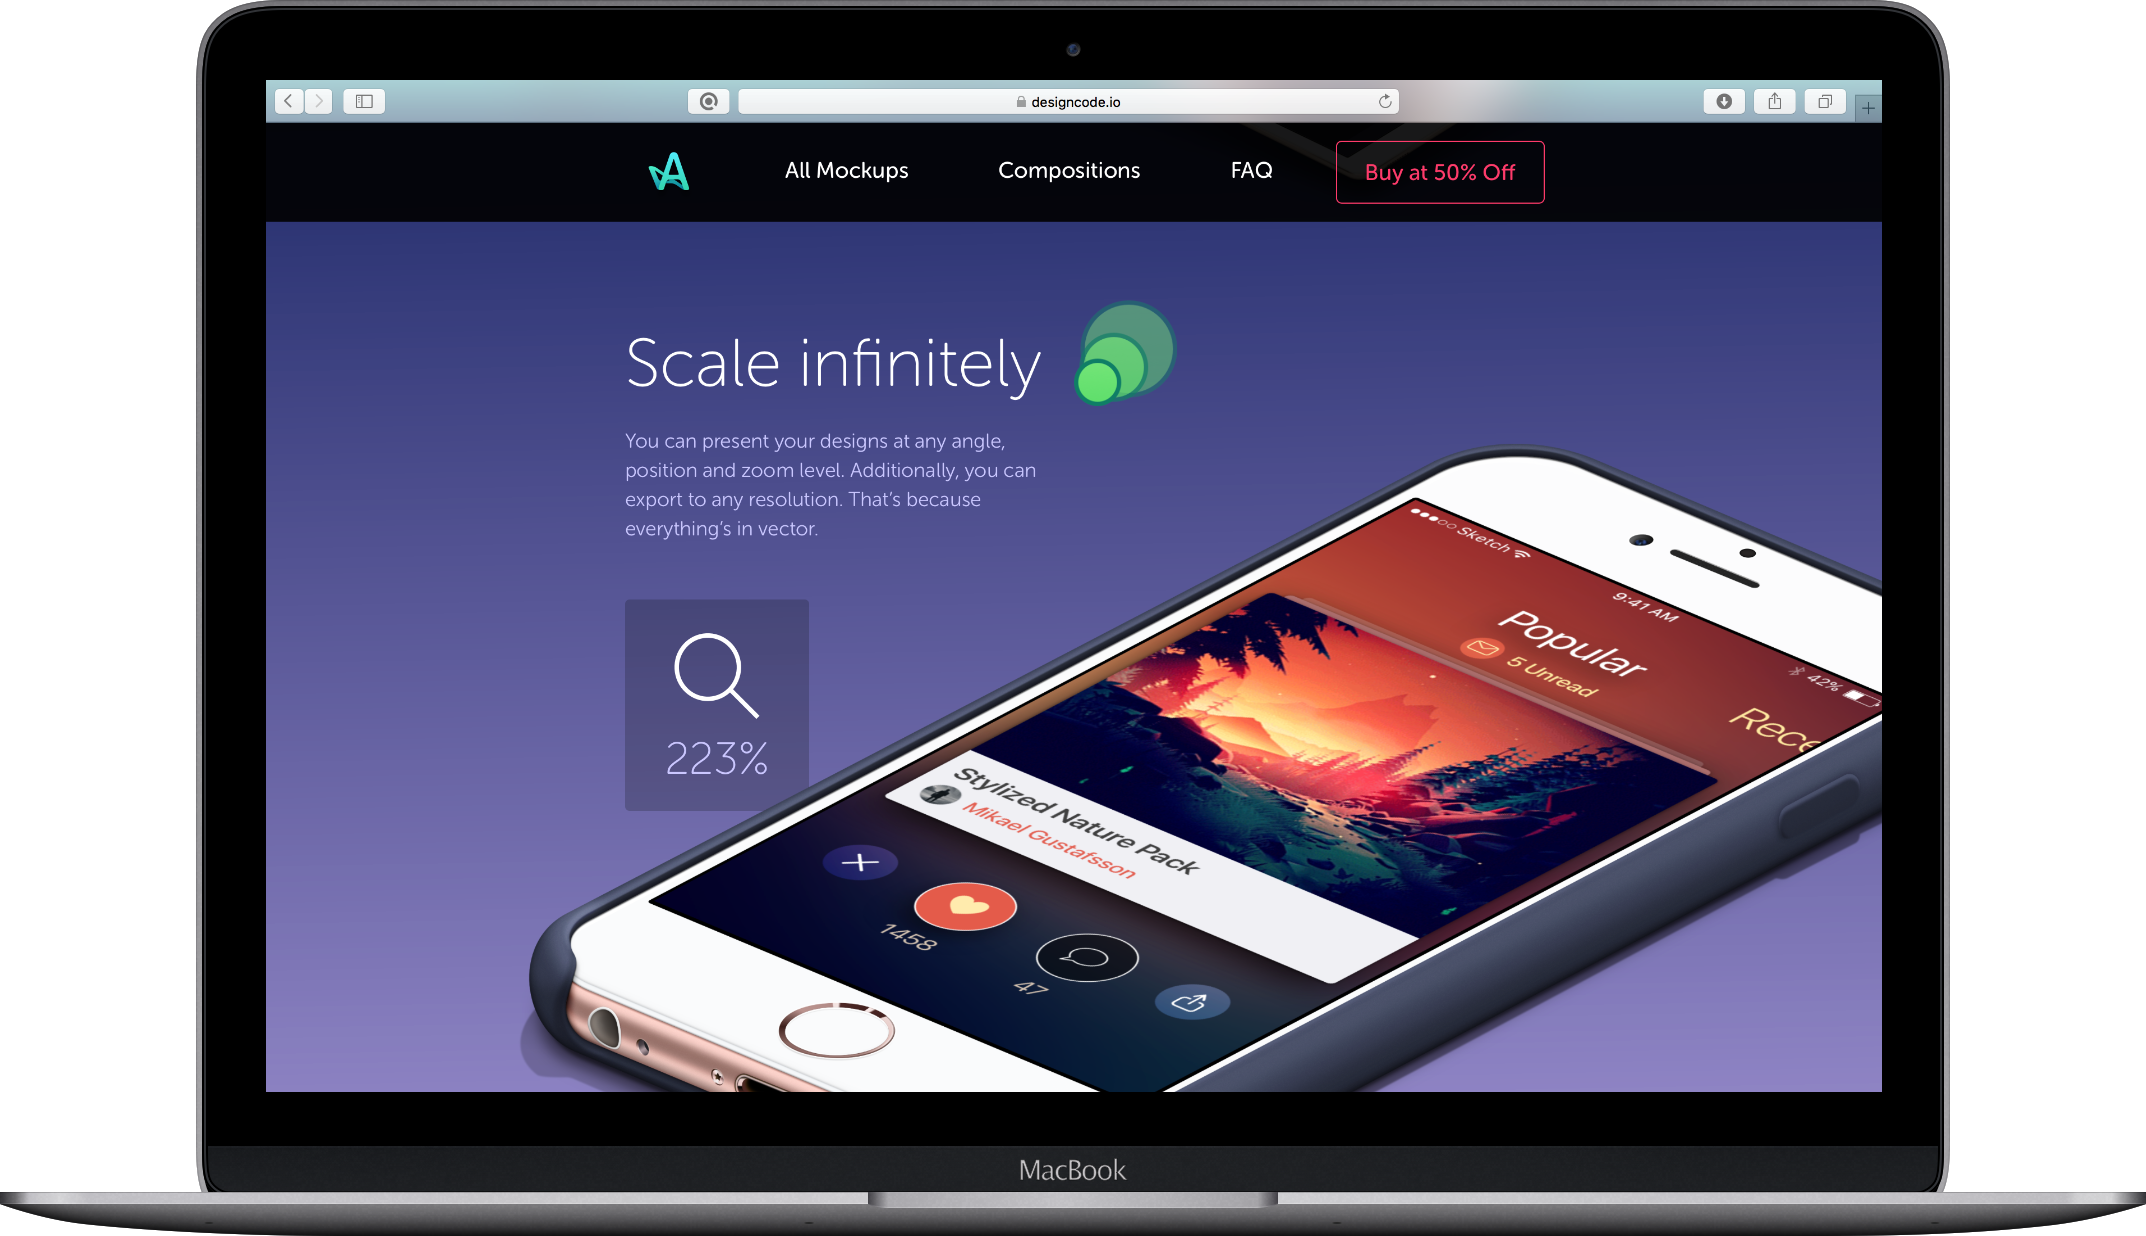 designcode.io
All Mockups
Compositions
FAQ
Buy at 50% Off
Scale infinitely
You can present your designs at any angle,
position and zoom level. Additionally, you can
export to any resolution. That’s because
everything’s in vector.
223%
Sketch
9:41 AM
42%
Popular
5 Unread
Rece
Stylized Nature Pack
Mikael Gustafsson
1458
47
MacBook